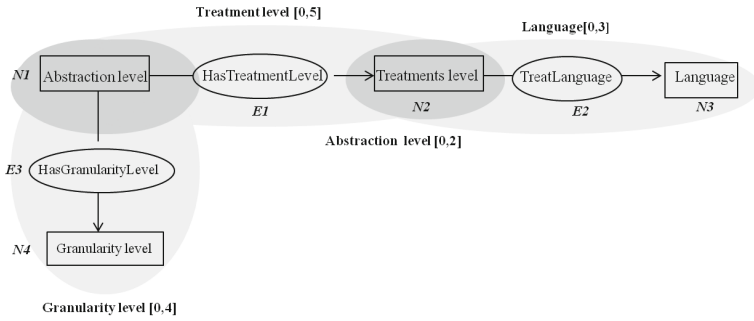 Treatment level [0,5]
Language[0,3]
N1
Abstraction level
HasTreatmentLevel
Treatments level
TreatLanguage
Language
E1
N2
E2
N3
Abstraction level [0,2]
E3
HasGranularityLevel
N4
Granularity level
Granularity level [0,4]